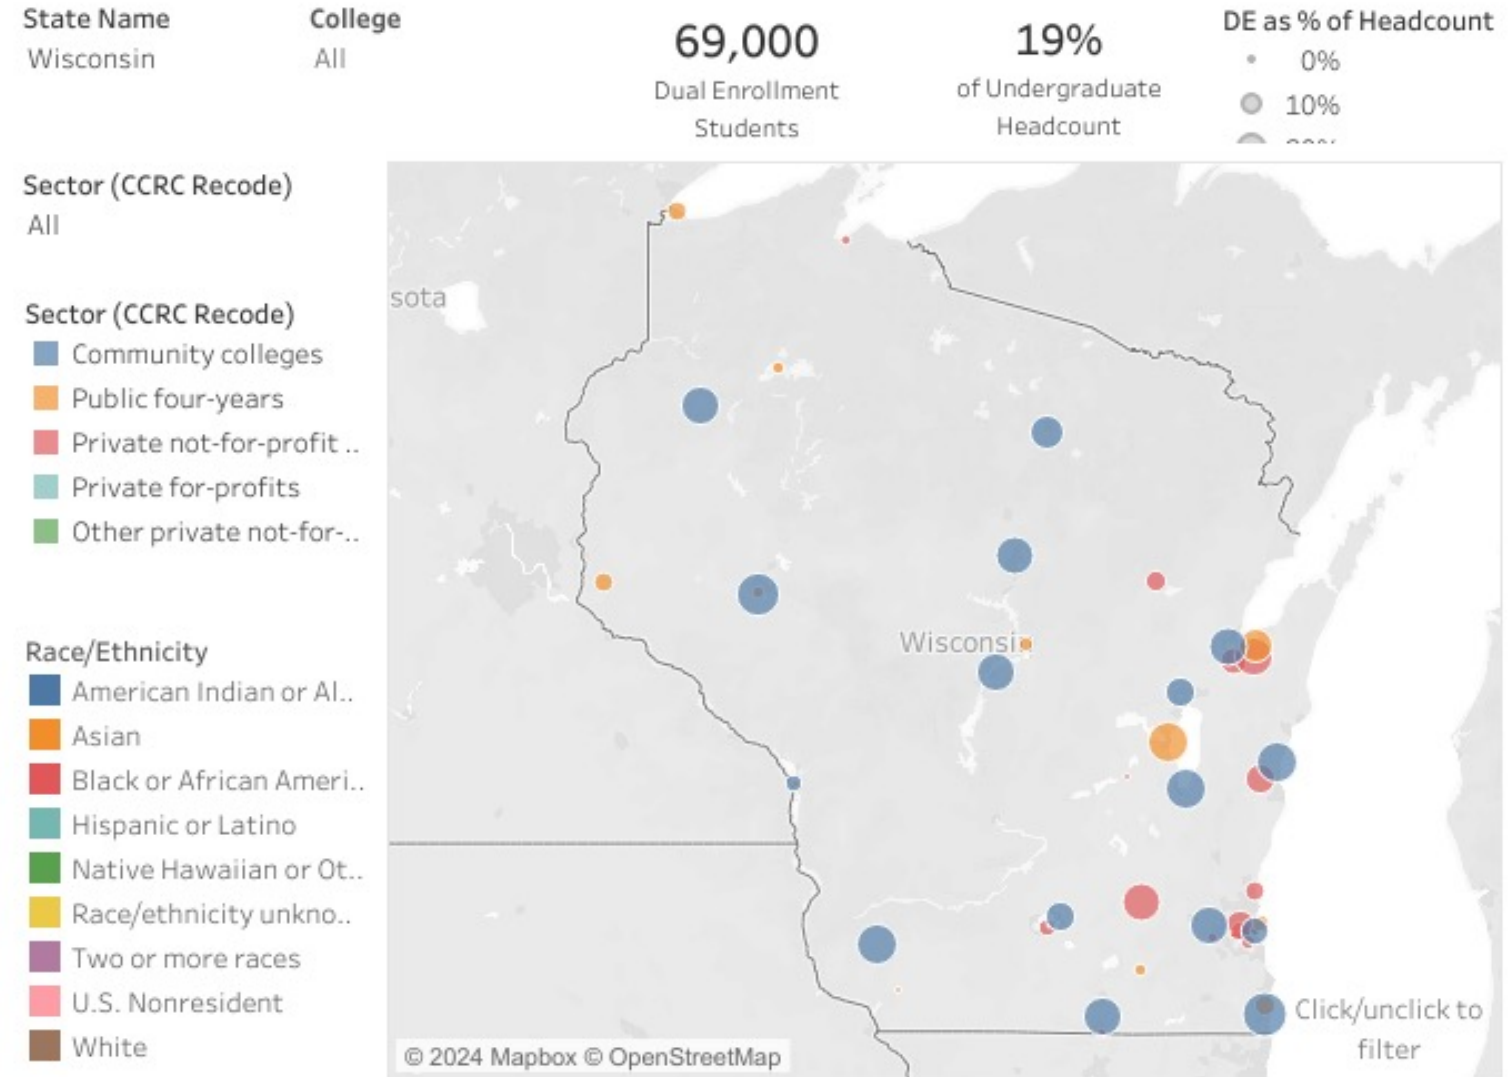 State Name
Wisconsin
College
All
69,000
Dual Enrollment
Students
19%
of Undergraduate
Headcount
DE as % of Headcount
0%
10%
Sector (CCRC Recode)
All
Sector (CCRC Recode)
Community colleges
Public four-years
Private not-for-profit ..
Private for-profits
Other private not-for-..
Race/Ethnicity
American Indian or Al..
Asian
Black or African Ameri..
Hispanic or Latino
Native Hawaiian or Ot..
Race/ethnicity unkno..
Two or more races
U.S. Nonresident
White
sota
Wisconsi
Click/unclick to
filter
© 2024 Mapbox © OpenStreetMap